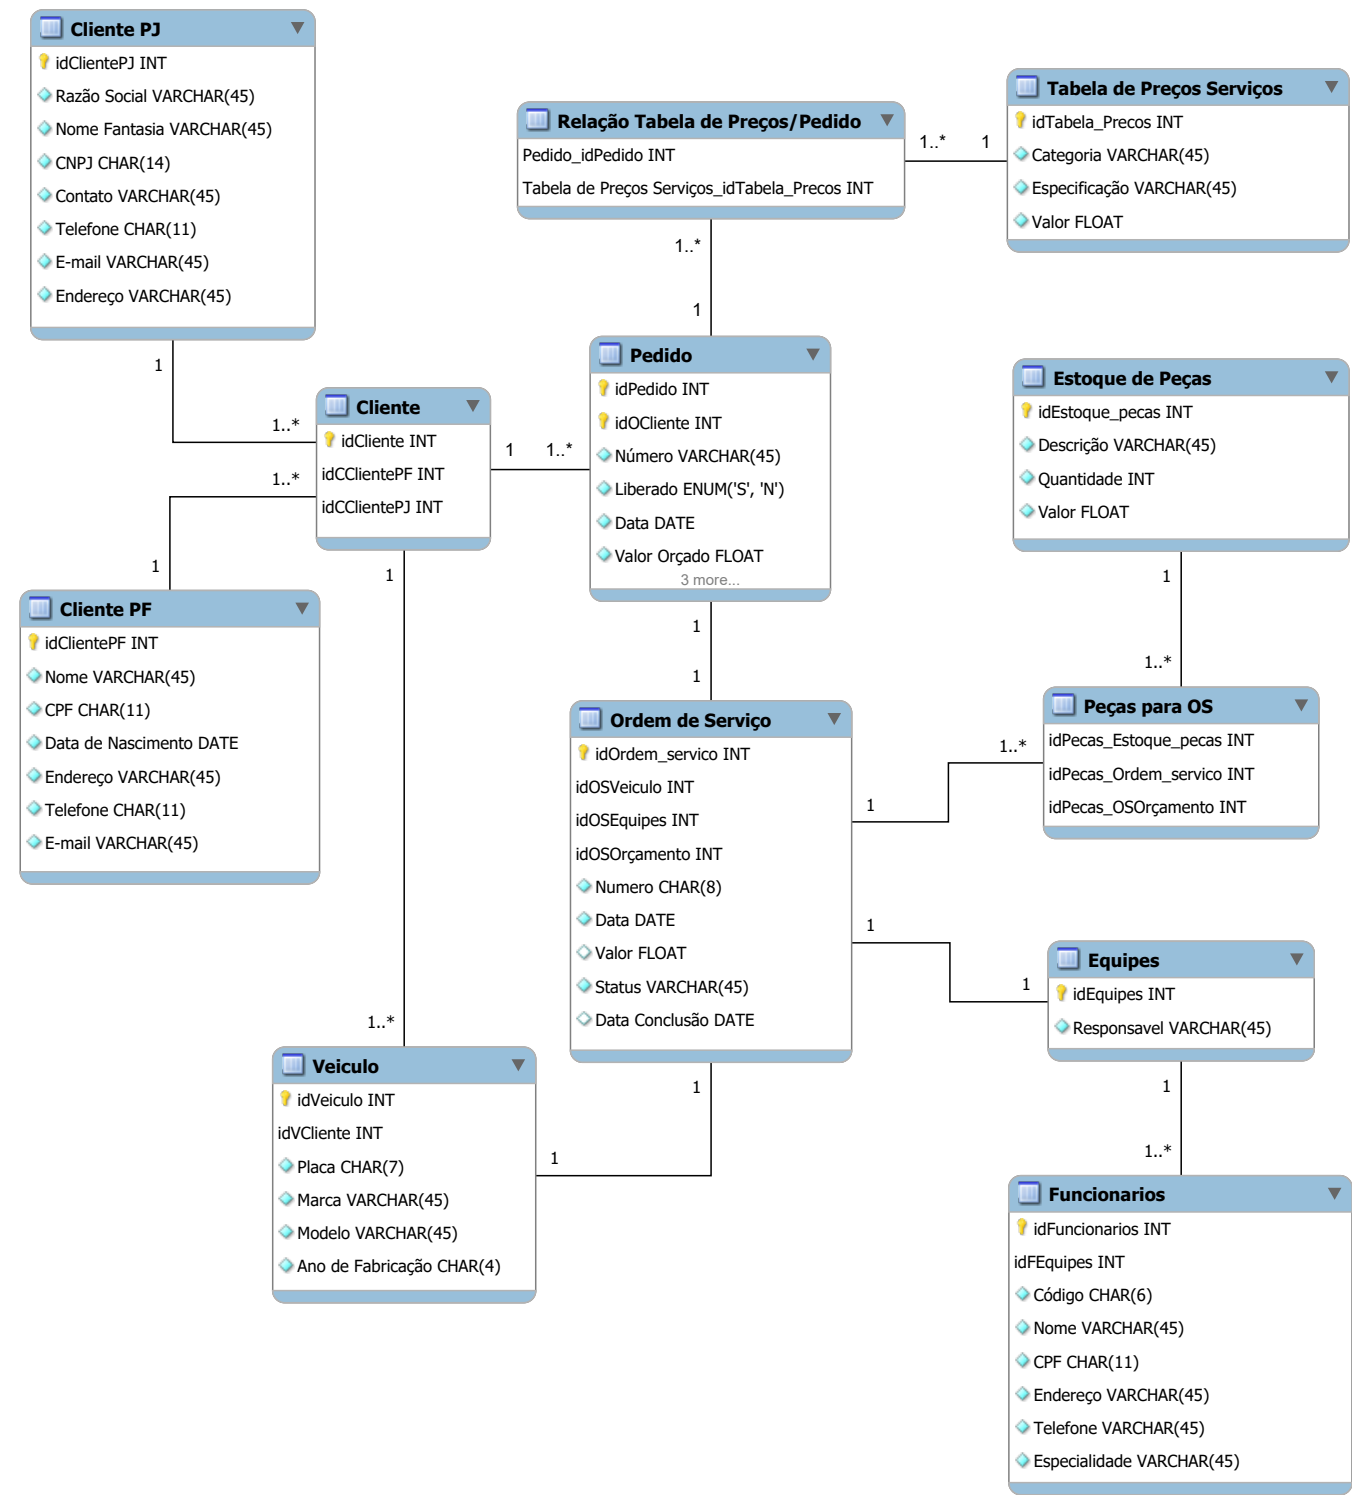 Cliente PJ
idClientePJ INT
Razão Social VARCHAR(45)
Nome Fantasia VARCHAR(45)
CNPJ CHAR(14)
Contato VARCHAR(45)
Telefone CHAR(11)
E-mail VARCHAR(45)
Endereço VARCHAR(45)
Relação Tabela de Preços/Pedido
Pedido_idPedido INT
Tabela de Preços Serviços_idTabela_Precos INT
1..*
1
Tabela de Preços Serviços
idTabela_Precos INT
Categoria VARCHAR(45)
Especificação VARCHAR(45)
Valor FLOAT
1..*
1
1
1..*
Cliente
idCliente INT
idCClientePF INT
idCClientePJ INT
1
1..*
Pedido
idPedido INT
idOCliente INT
Número VARCHAR(45)
Liberado ENUM('S', 'N')
Data DATE
Valor Orçado FLOAT
3 more...
Estoque de Peças
idEstoque_pecas INT
Descrição VARCHAR(45)
Quantidade INT
Valor FLOAT
1..*
1
1
Cliente PF
idClientePF INT
Nome VARCHAR(45)
CPF CHAR(11)
Data de Nascimento DATE
Endereço VARCHAR(45)
Telefone CHAR(11)
E-mail VARCHAR(45)
1
1
1
1..*
Ordem de Serviço
idOrdem_servico INT
idOSVeiculo INT
idOSEquipes INT
idOSOrçamento INT
Numero CHAR(8)
Data DATE
Valor FLOAT
Status VARCHAR(45)
Data Conclusão DATE
1..*
1
Peças para OS
idPecas_Estoque_pecas INT
idPecas_Ordem_servico INT
idPecas_OSOrçamento INT
1
1
Equipes
idEquipes INT
Responsavel VARCHAR(45)
1..*
Veiculo
idVeiculo INT
idVCliente INT
Placa CHAR(7)
Marca VARCHAR(45)
Modelo VARCHAR(45)
Ano de Fabricação CHAR(4)
1
1
1
1..*
Funcionarios
idFuncionarios INT
idFEquipes INT
Código CHAR(6)
Nome VARCHAR(45)
CPF CHAR(11)
Endereço VARCHAR(45)
Telefone VARCHAR(45)
Especialidade VARCHAR(45)